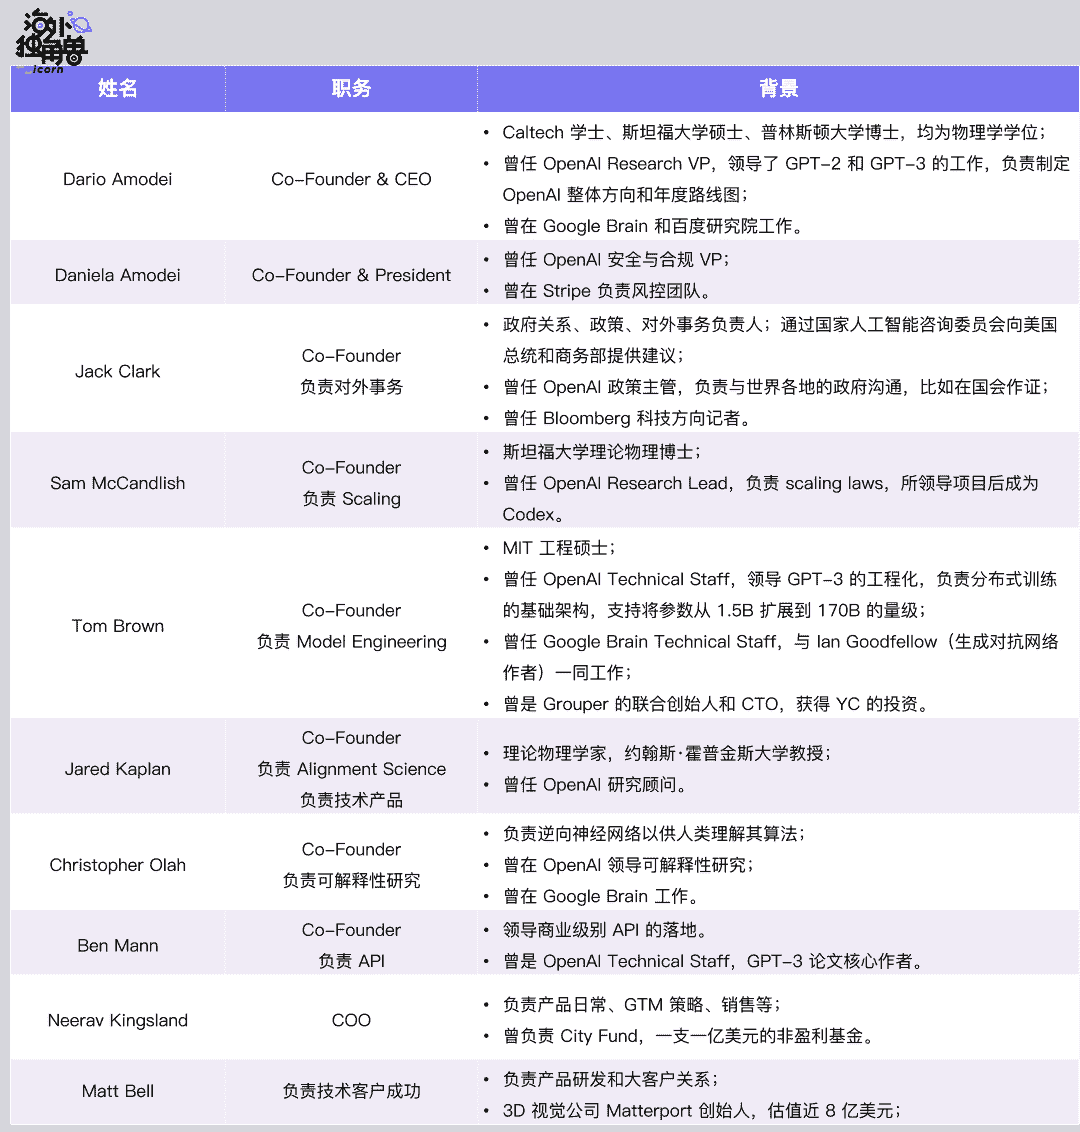 海外
独角兽
icorn
姓名 职务 背景
Dario Amodei
Co-Founder & CEO
• Caltech 学士、斯坦福大学硕士、普林斯顿大学博士，均为物理学学位；
• 曾任 OpenAI Research VP，领导了 GPT-2 和 GPT-3 的工作，负责制定
OpenAI 整体方向和年度路线图；
• 曾在 Google Brain 和百度研究院工作。
Daniela Amodei
Co-Founder & President
• 曾任 OpenAI 安全与合规 VP；
• 曾在 Stripe 负责风控团队。
Jack Clark
Co-Founder
负责对外事务
• 政府关系、政策、对外事务负责人；通过国家人工智能咨询委员会向美国
总统和商务部提供建议；
• 曾任 OpenAI 政策主管，负责与世界各地的政府沟通，比如在国会作证；
• 曾任 Bloomberg 科技方向记者。
Sam McCandlish
Co-Founder
负责 Scaling
• 斯坦福大学理论物理博士；
• 曾任 OpenAI Research Lead，负责 scaling laws，所领导项目后成为
Codex。
Tom Brown
Co-Founder
负责 Model Engineering
• MIT 工程硕士；
• 曾任 OpenAI Technical Staff，领导 GPT-3 的工程化，负责分布式训练
的基础架构，支持将参数从 1.5B 扩展到 170B 的量级；
• 曾任 Google Brain Technical Staff，与 Ian Goodfellow（生成对抗网络
作者）一同工作；
• 曾是 Grouper 的联合创始人和 CTO，获得 YC 的投资。
Jared Kaplan
Co-Founder
负责 Alignment Science
负责技术产品
• 理论物理学家，约翰斯·霍普金斯大学教授；
• 曾任 OpenAI 研究顾问。
Christopher Olah
Co-Founder
负责可解释性研究
• 负责逆向神经网络以供人类理解其算法；
• 曾在 OpenAI 领导可解释性研究；
• 曾在 Google Brain 工作。
Ben Mann
Co-Founder
负责 API
• 领导商业级别 API 的落地。
• 曾是 OpenAI Technical Staff，GPT-3 论文核心作者。
Neerav Kingsland
COO
• 负责产品日常、GTM 策略、销售等；
• 曾负责 City Fund，一支一亿美元的非盈利基金。
Matt Bell
负责技术客户成功
• 负责产品研发和大客户关系；
• 3D 视觉公司 Matterport 创始人，估值近 8 亿美元；